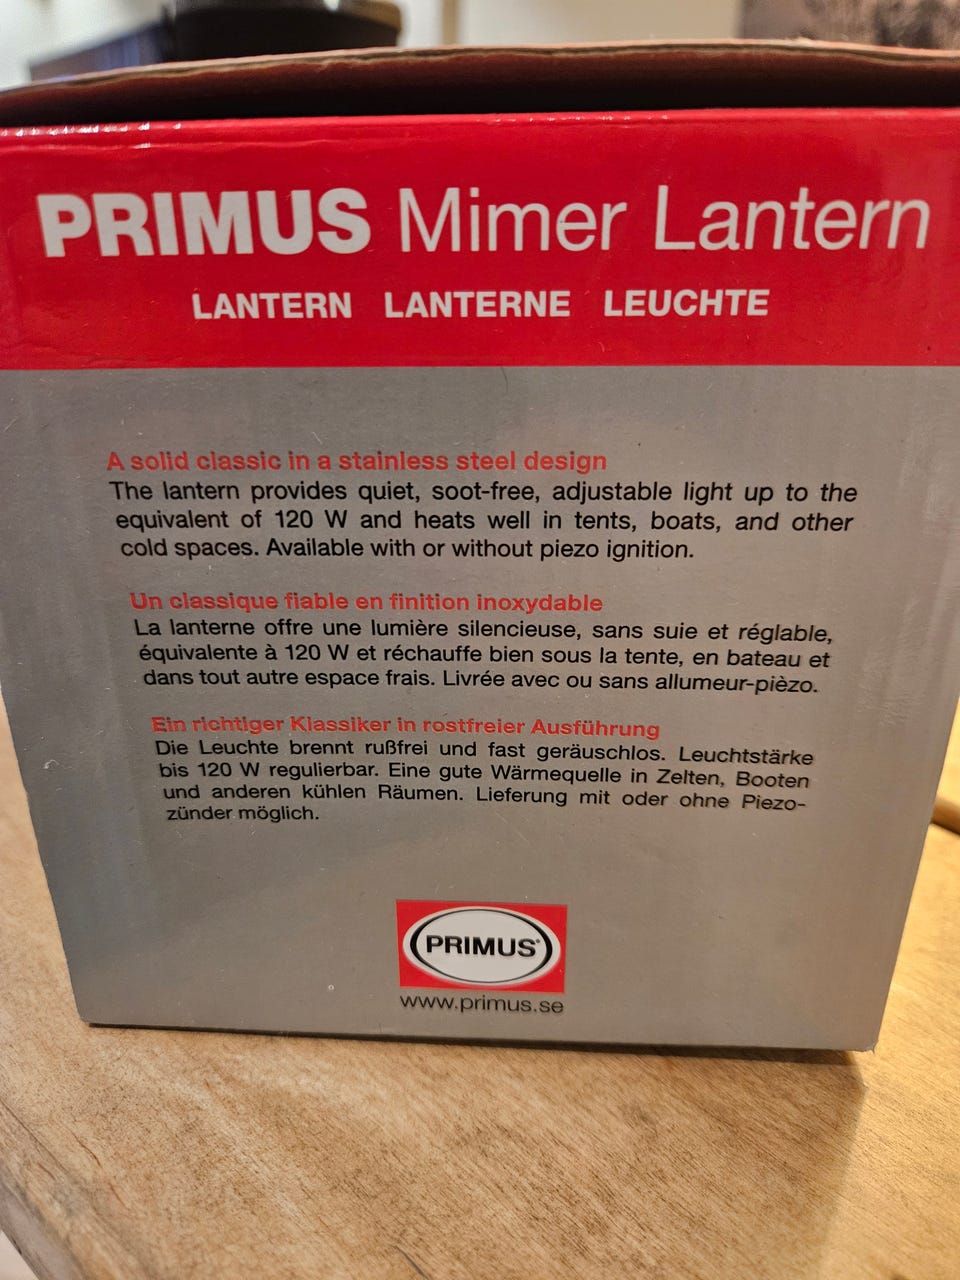 PRIMUS Mimer Lantern
LANTERN LANTERNE LEUCHTE
A solid classic in a stainless steel design
The lantern provides quiet, soot-free, adjustable light up to the
equivalent of 120 W and heats well in tents, boats, and other
cold spaces. Available with or without piezo ignition.
Un classique fiable en finition inoxydable
La lanterne offre une lumière silencieuse, sans suie et réglable,
équivalente à 120 W et réchauffe bien sous la tente, en bateau et
dans tout autre espace frais. Livrée avec ou sans allumeur-pièzo.
Ein richtiger Klassiker in rostfreier Ausführung
Die Leuchte brennt rußfrei und fast geräuschlos. Leuchtstärke
bis 120 W regulierbar. Eine gute Wärmequelle in Zelten, Booten
und anderen kühlen Räumen. Lieferung mit oder ohne Piezo-
zünder möglich.
PRIMUS®
www.primus.se